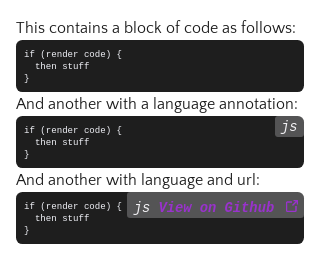 This contains a block of code as follows:
if (render code) {
  then stuff
}
And another with a language annotation:
js
if (render code) {
  then stuff
}
And another with language and url:
if (render code) { js View on Github
  then stuff
}